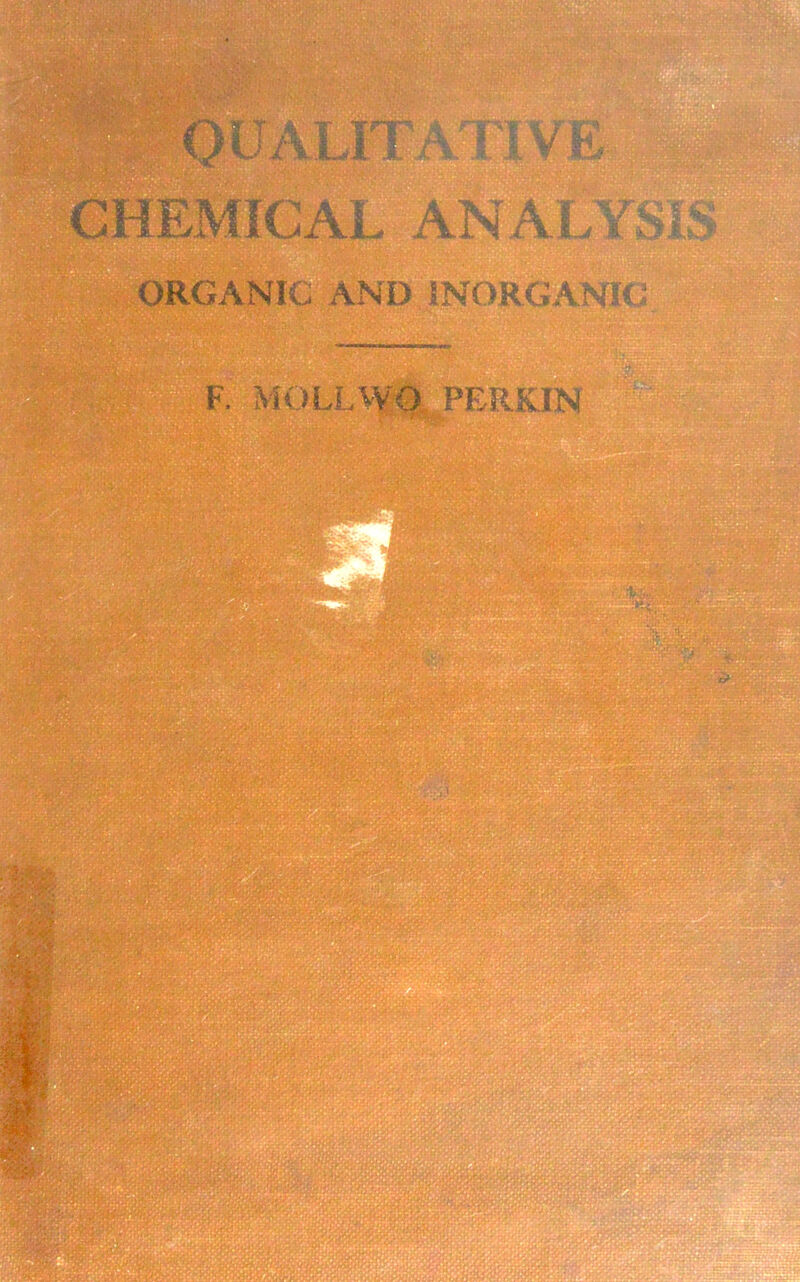 QUALITATIVE
CHEMICAL ANALYSIS
ORGANIC AND INORGANIC
F. MOLLWO PERKIN